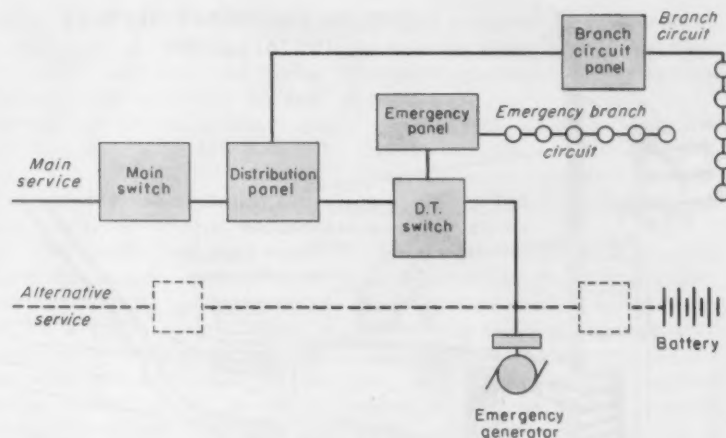 Branch
circuit
panel
Branch
circuit
Emergency
panel
Emergency branch
circuit
Main
service
Main
switch
Distribution
panel
D.T.
switch
Alternative
service
Battery
Emergency
generator